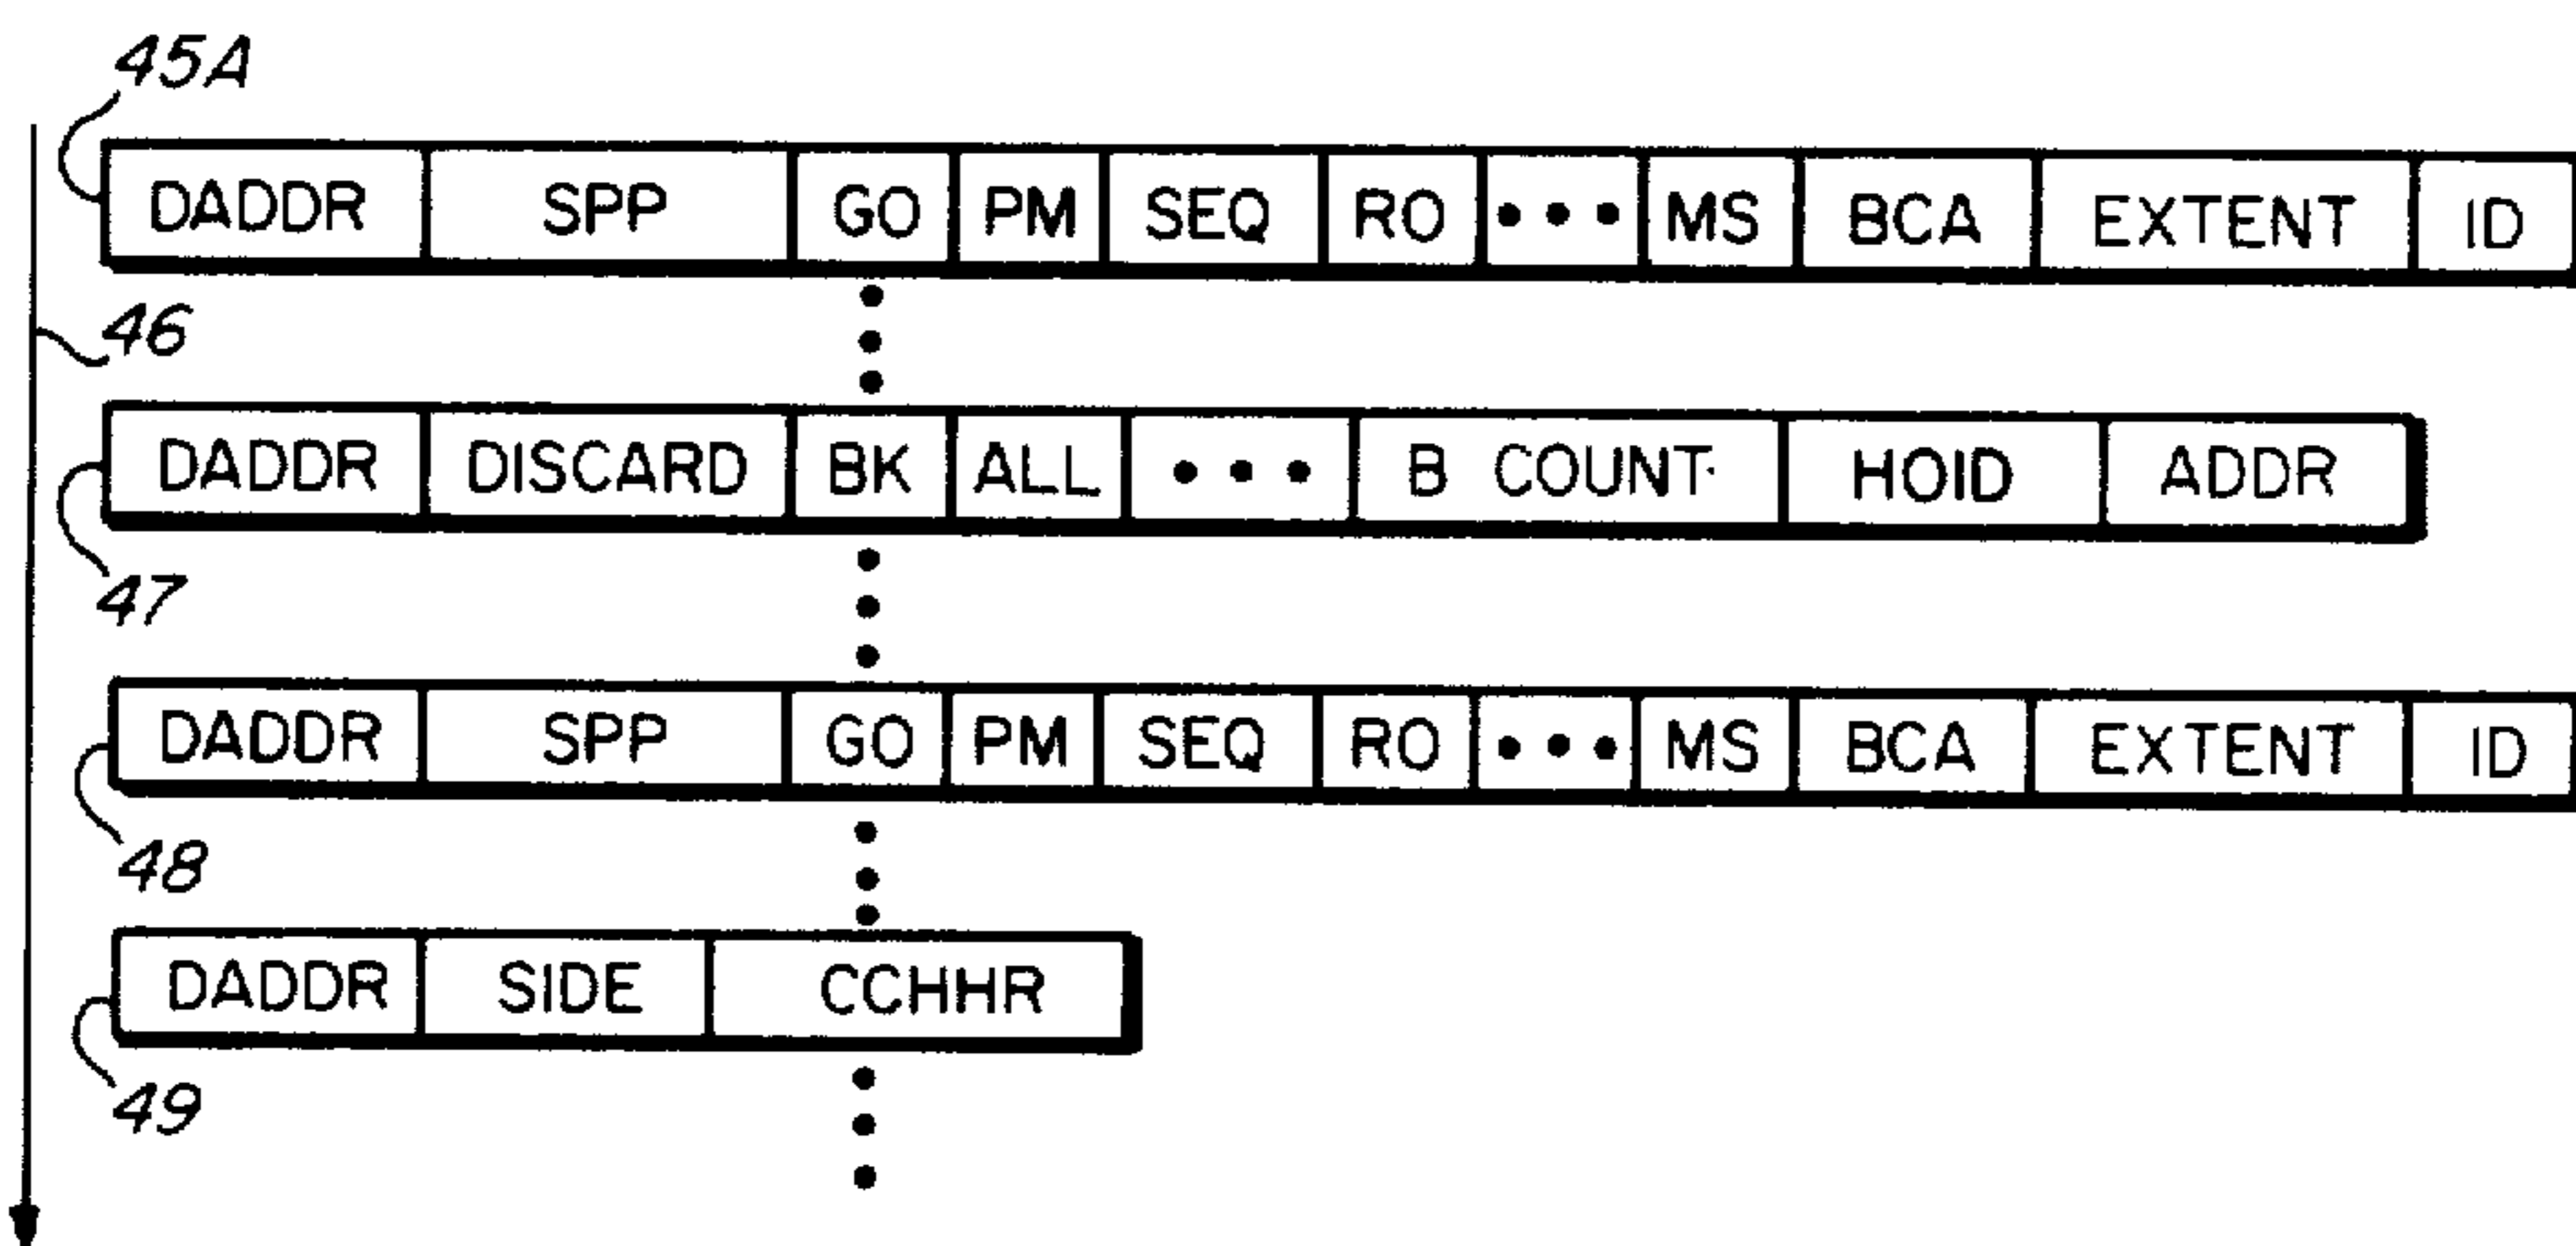 45A
DADDR SPP GO PM SEQ RO ••• MS BCA EXTENT ID
46
DADDR DISCARD BK ALL ••• B COUNT HOID ADDR
47
DADDR SPP GO PM SEQ RO ••• MS BCA EXTENT ID
48
DADDR SIDE CCHHR
49